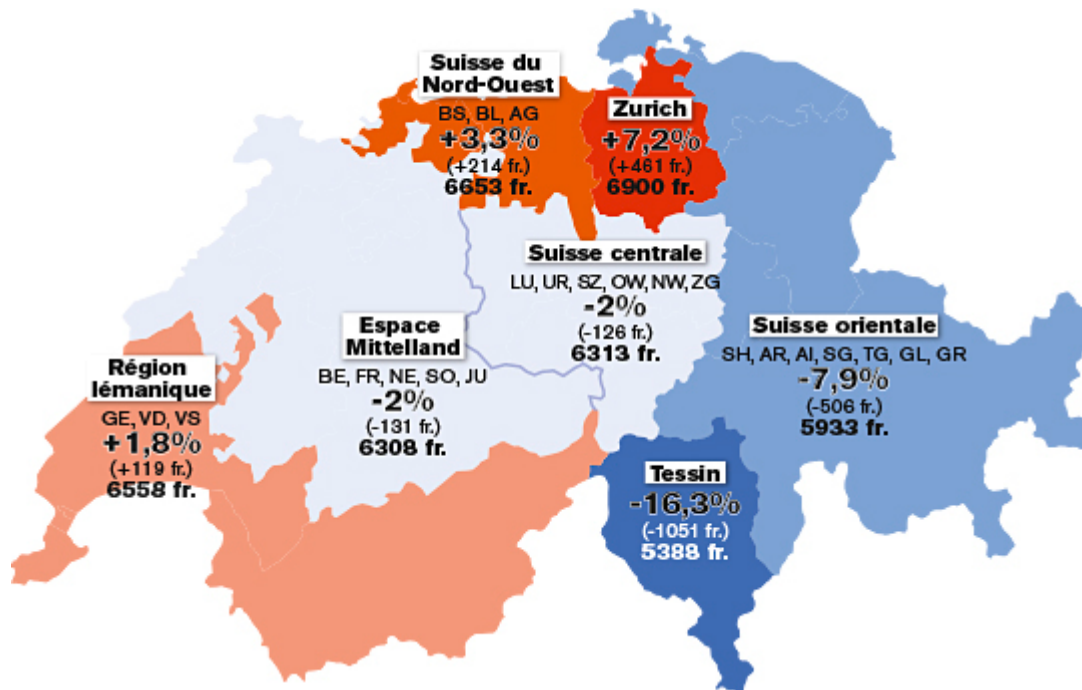 Suisse du
Nord-Ouest
BS, BL, AG
+3,3%
(+214 fr.)
6653 fr.
Zurich
+7,2%
(+461 fr.)
6900 fr.
Suisse centrale
LU, UR, SZ, OW, NW, ZG
-2%
(-126 fr.)
6313 fr.
Espace
Mittelland
BE, FR, NE, SO, JU
-2%
(-131 fr.)
6308 fr.
Suisse orientale
SH, AR, AI, SG, TG, GL, GR
-7,9%
(-506 fr.)
5933 fr.
Région
lémanique
GE, VD, VS
+1,8%
(+119 fr.)
6558 fr.
Tessin
-16,3%
(-1051 fr.)
5388 fr.